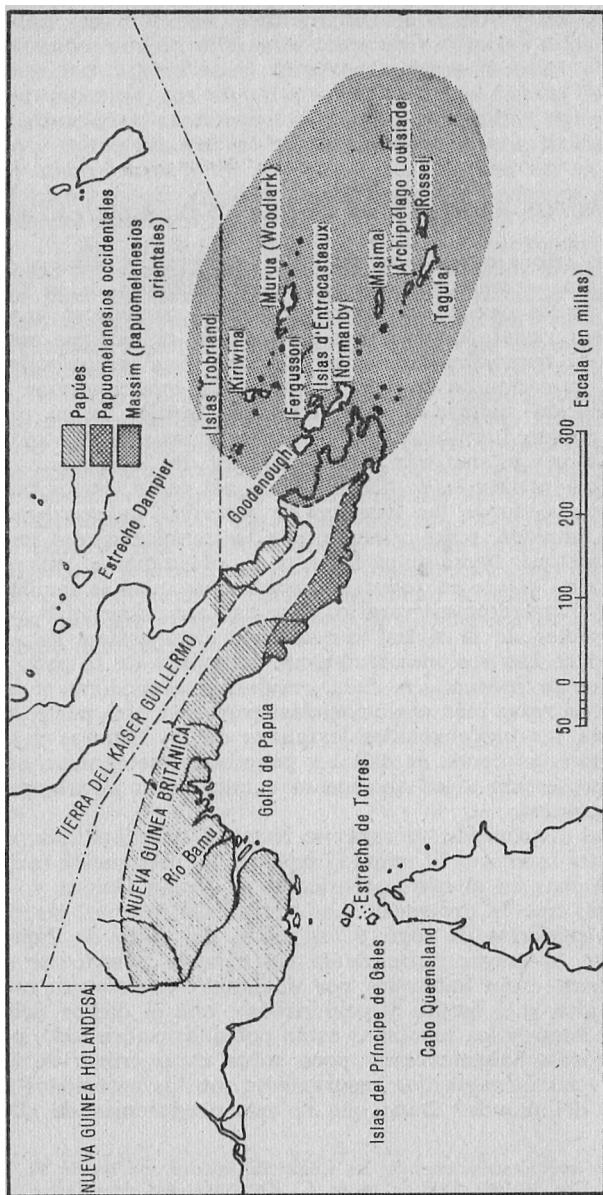 NUEVA GUINEA HOLANDESA
TIERRA DEL KAISER GUILLERMO
NUEVA GUINEA BRITÁNICA
Río Bamu
Golfo de Papúa
Estrecho de Torres
Islas del Príncipe de Gales
Cabo Queensland
Estrecho Dampier
Papúes
Papuomelanesios occidentales
Massim (papuomelanesios
orientales)
Islas Trobriand
Kiriwina
Goodenough
Fergusson
Islas d'Entrecasteaux
Normanby
Murua (Woodlark)
Misimal
Archipiélago Louisiade
Rossell
Tagula
50 0 100 200 300
Escala (en millas)